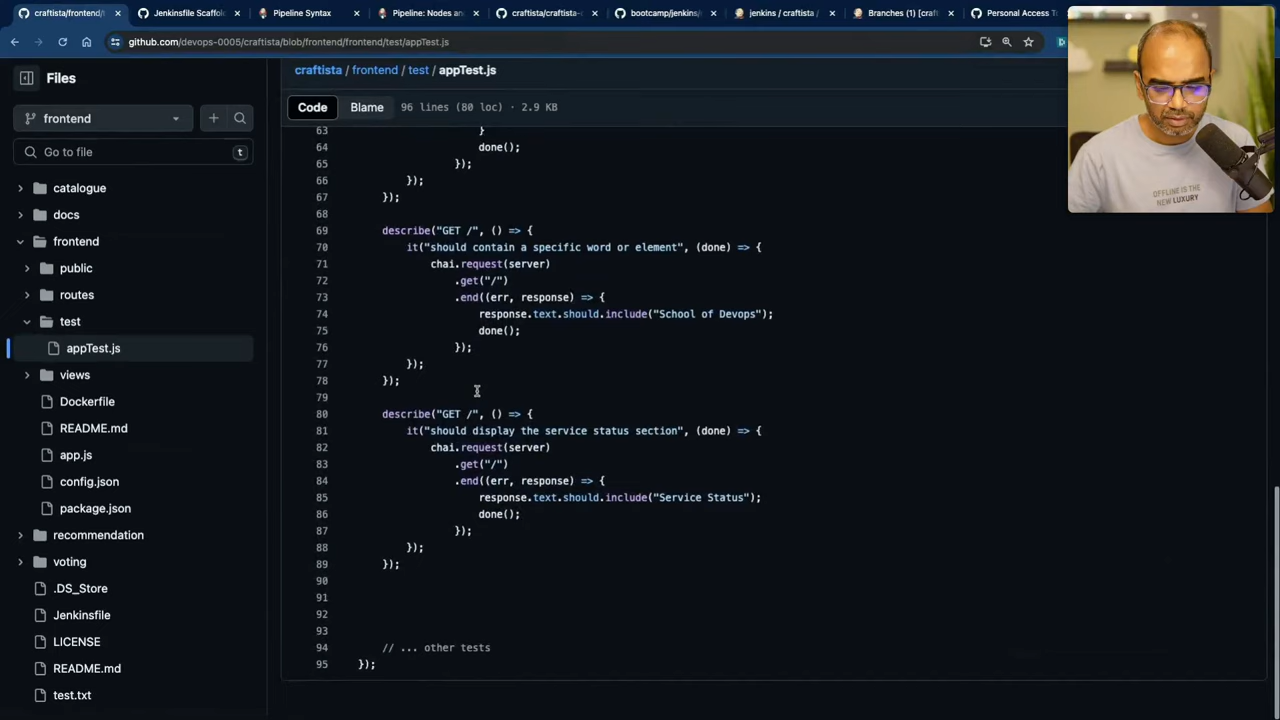 craftista/frontend/
Jenkinsfile Scaffol
Pipeline Syntax
Pipeline: Nodes an
craftista/craftista-
bootcamp/jenkins/
jenkins / craftista /
Branches (1) [craf
Personal Access T
github.com/devops-0005/craftista/blob/frontend/frontend/test/appTest.js
Files
frontend
Go to file
t
catalogue
docs
frontend
public
routes
test
appTest.js
views
Dockerfile
README.md
app.js
config.json
package.json
recommendation
voting
.DS_Store
Jenkinsfile
LICENSE
README.md
test.txt
craftista / frontend / test / appTest.js
Code Blame 96 lines (80 loc) · 2.9 KB
63 }
64 done();
65 });
66 });
67 });
68
69 describe("GET /", () => {
70 it("should contain a specific word or element", (done) => {
71 chai.request(server)
72 .get("/")
73 .end((err, response) => {
74 response.text.should.include("School of Devops");
75 done();
76 });
77 });
78 });
79
80 describe("GET /", () => {
81 it("should display the service status section", (done) => {
82 chai.request(server)
83 .get("/")
84 .end((err, response) => {
85 response.text.should.include("Service Status");
86 done();
87 });
88 });
89 });
90
91
92
93
94 // ... other tests
95 });
OFFLINE IS THE
NEW LUXURY